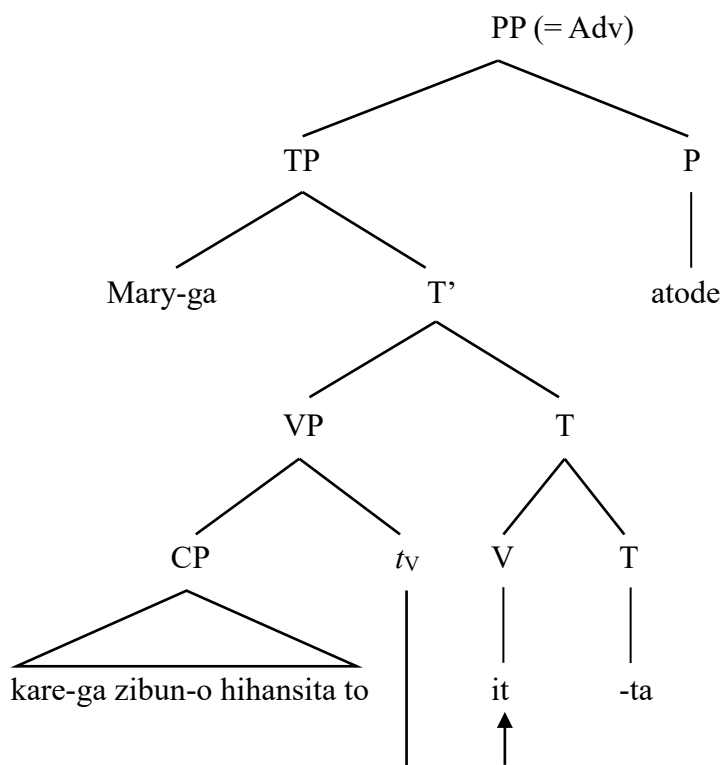 PP (= Adv)
TP P
Mary-ga T’ atode
VP T
CP tV V T
kare-ga zibun-o hihansita to it -ta